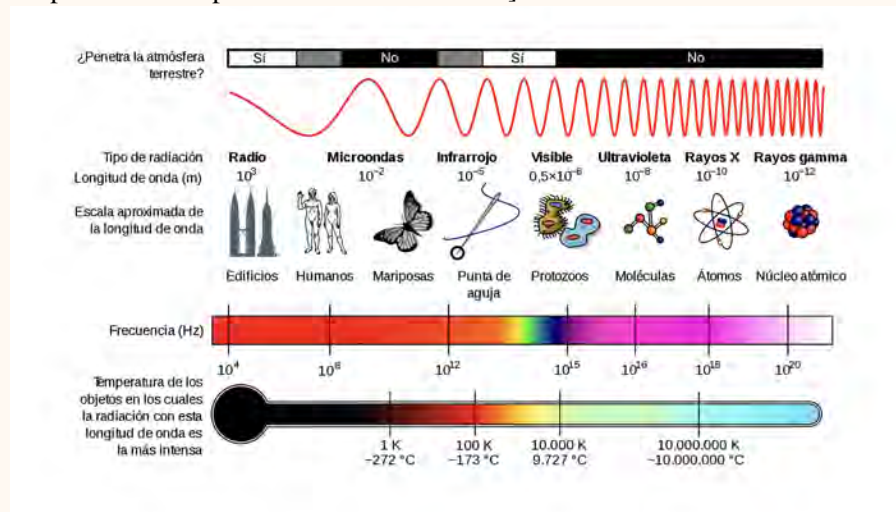 ¿Penetra la atmósfera
terrestre?
Sí No Sí No
Tipo de radiación Radio Microondas Infrarrojo Visible Ultravioleta Rayos X Rayos gamma
Longitud de onda (m) 10³ 10⁻² 10⁻⁵ 0,5×10⁻⁶ 10⁻⁸ 10⁻¹⁰ 10⁻¹²
Escala aproximada de
la longitud de onda
Edificios Humanos Mariposas Punta de Protozoos Moléculas Átomos Núcleo atómico
aguja
Frecuencia (Hz)
10⁴ 10⁸ 10¹² 10¹⁵ 10¹⁶ 10¹⁸ 10²⁰
Temperatura de los
objetos en los cuales
la radiación con esta
longitud de onda es
la más intensa
1 K 100 K 10.000 K 10.000.000 K
−272 °C −173 °C 9.727 °C ~10.000.000 °C